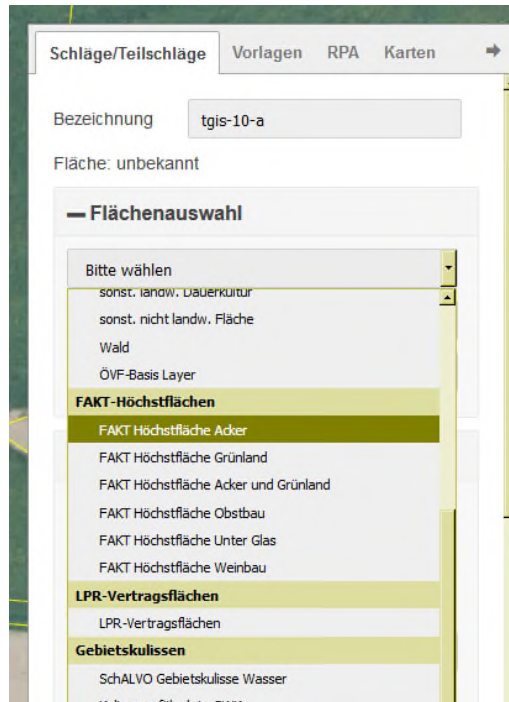 Schläge/Teilschläge Vorlagen RPA Karten
Bezeichnung tgis-10-a
Fläche: unbekannt
Flächenauswahl
Bitte wählen
sonst. landw. Dauerkultur
sonst. nicht landw. Fläche
Wald
ÖVF-Basis Layer
FAKT-Höchstflächen
FAKT Höchstfläche Acker
FAKT Höchstfläche Grünland
FAKT Höchstfläche Acker und Grünland
FAKT Höchstfläche Obstbau
FAKT Höchstfläche Unter Glas
FAKT Höchstfläche Weinbau
LPR-Vertragsflächen
LPR-Vertragsflächen
Gebietskulissen
SchALVO Gebietskulisse Wasser